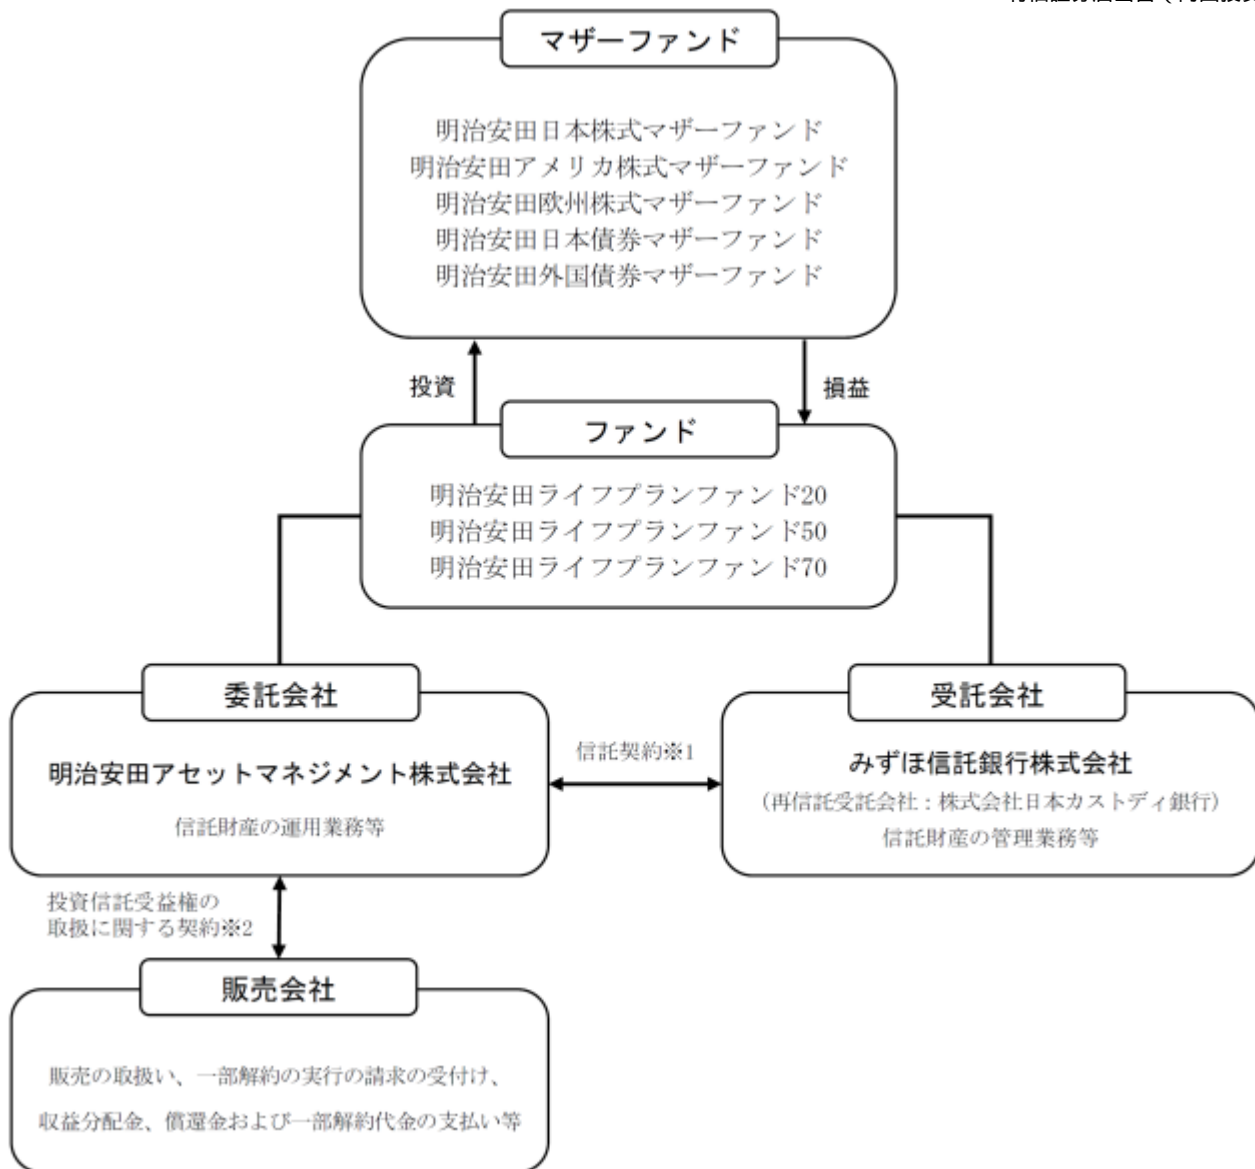 マザーファンド
明治安田日本株式マザーファンド
明治安田アメリカ株式マザーファンド
明治安田欧州株式マザーファンド
明治安田日本債券マザーファンド
明治安田外国債券マザーファンド
投資
損益
ファンド
明治安田ライフプランファンド20
明治安田ライフプランファンド50
明治安田ライフプランファンド70
委託会社
明治安田アセットマネジメント株式会社
信託財産の運用業務等
信託契約※1
受託会社
みずほ信託銀行株式会社
（再信託受託会社：株式会社日本カストディ銀行）
信託財産の管理業務等
投資信託受益権の
取扱に関する契約※2
販売会社
販売の取扱い、一部解約の実行の請求の受付け、
収益分配金、償還金および一部解約代金の支払い等